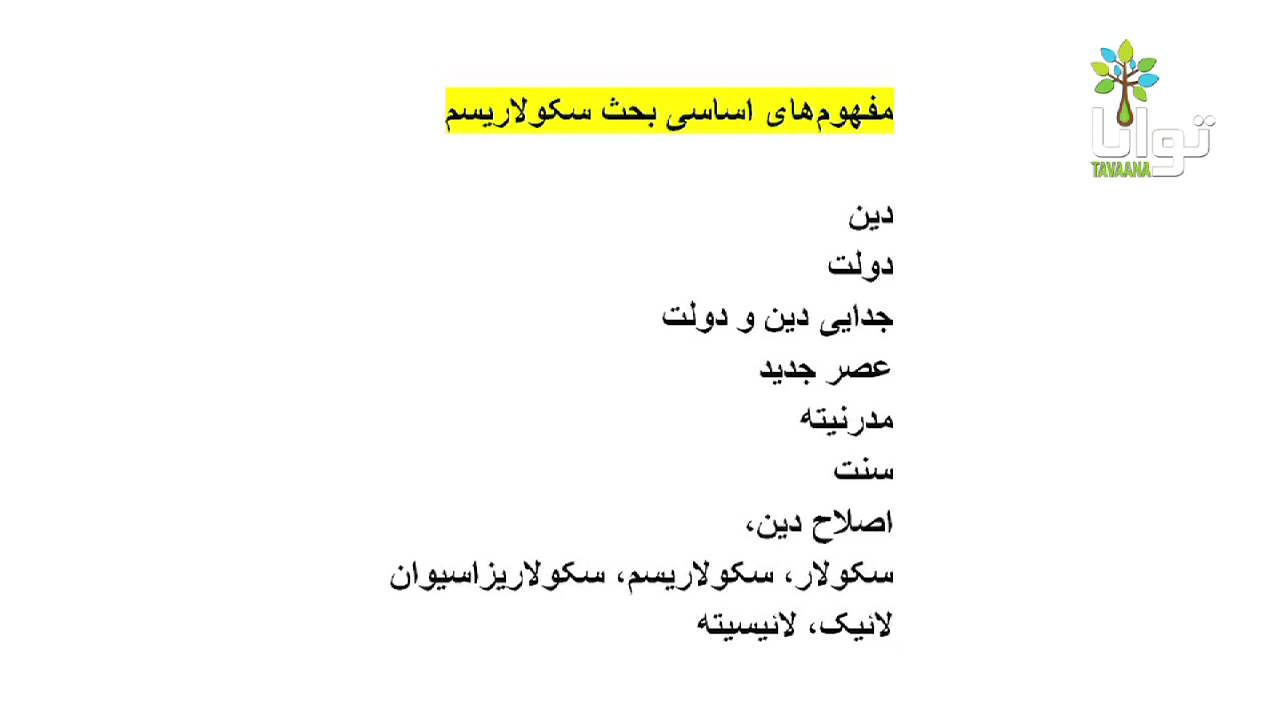 مفهوم‌های اساسی بحث سکولاریسم
توانا
TAVAANA
دین
دولت
جدایی دین و دولت
عصر جدید
مدرنیته
سنت
اصلاح دین،
سکولار، سکولاریسم، سکولاریزاسیوان
لائیک، لائیسیته